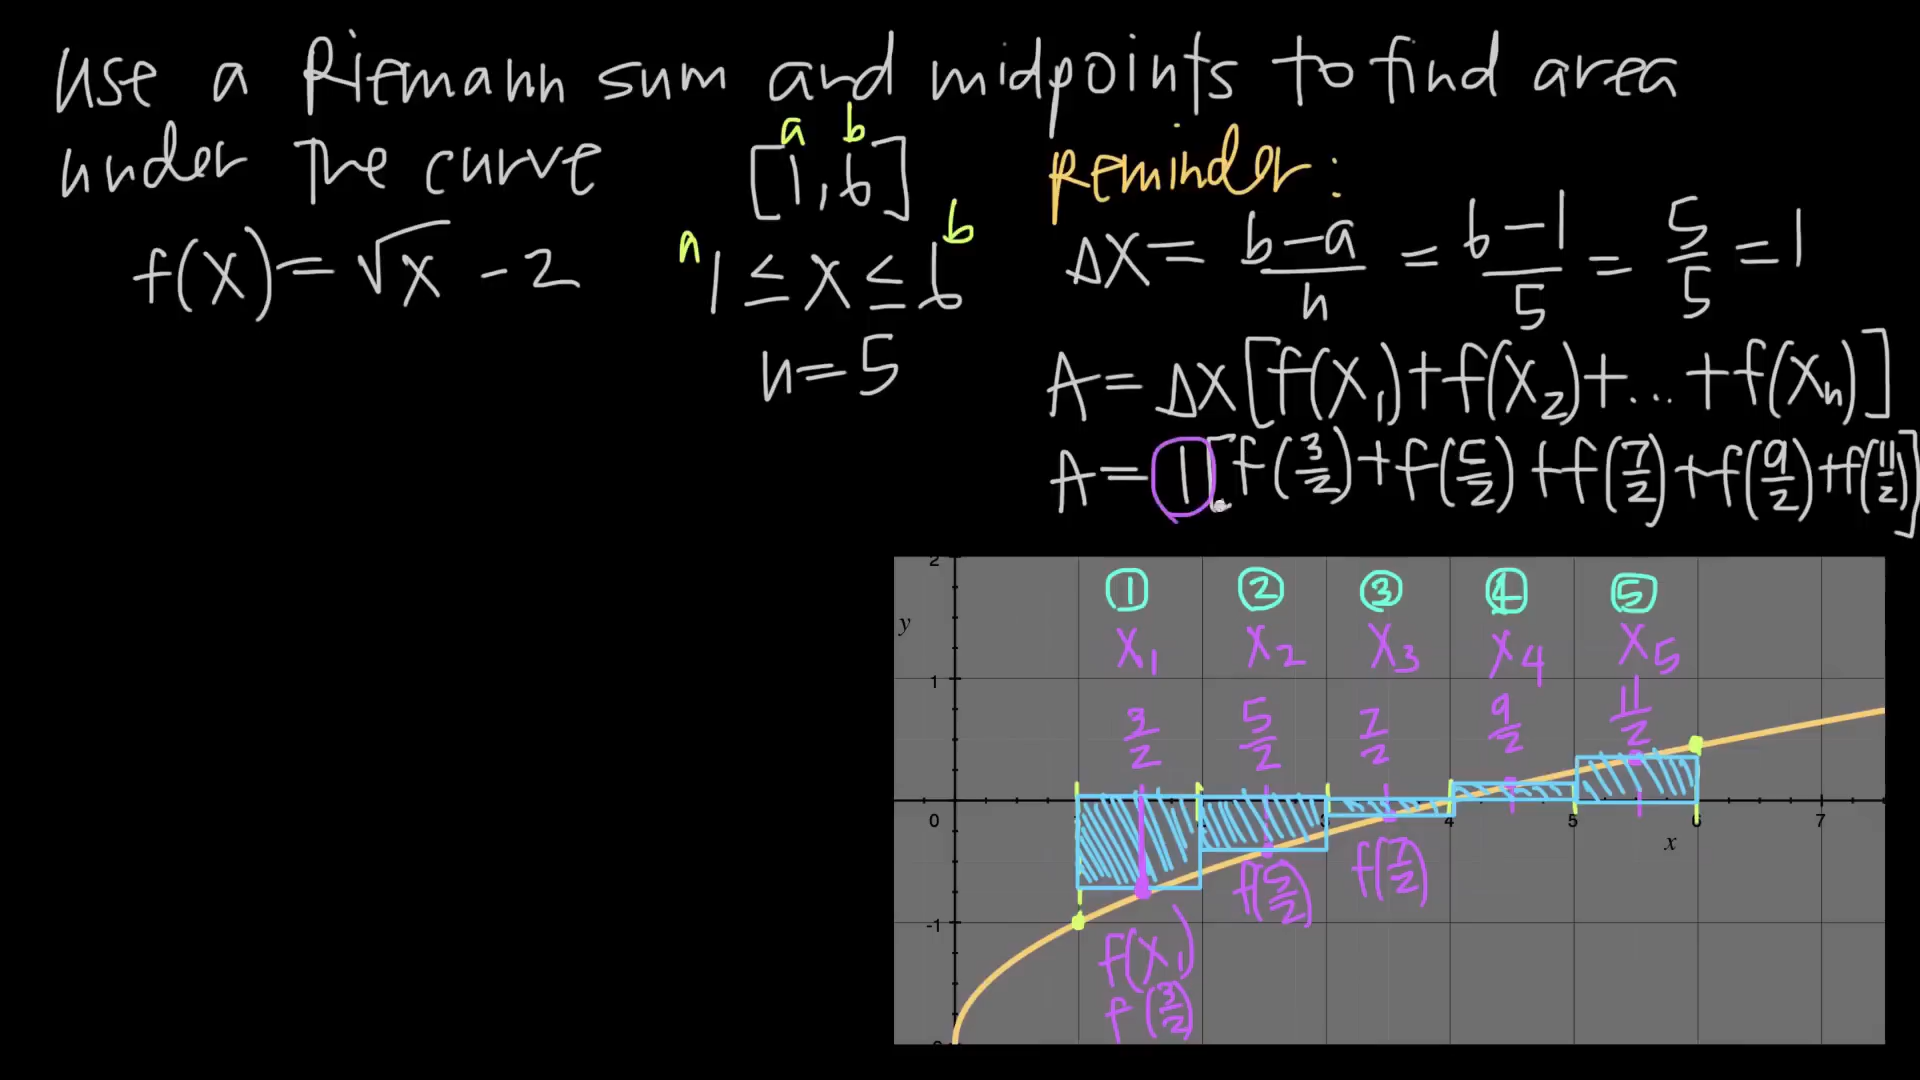 use a Riemann sum and midpoints to find area
under the curve
a b
[1,6]
f(x)=√x -2
a b
1≤x≤6
n=5
Reminder:
Δx= b-a/n = 6-1/5 = 5/5 =1
A= Δx[f(x₁)+f(x₂)+...+f(xₙ)]
A= 1[f(3/2)+f(5/2)+f(7/2)+f(9/2)+f(11/2)]
2
① ② ③ ④ ⑤
y
x₁ x₂ x₃ x₄ x₅
1
3/2 5/2 7/2 9/2 11/2
0 4 5 6 7
x
f(5/2) f(7/2)
-1
f(x₁)
f(3/2)